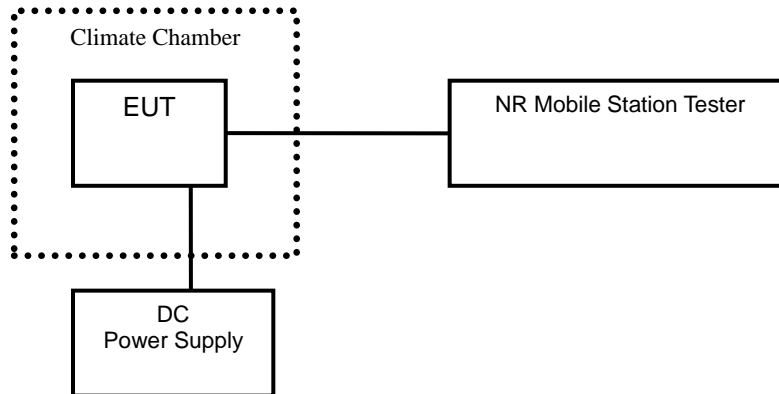 Climate Chamber
EUT
NR Mobile Station Tester
DC
Power Supply